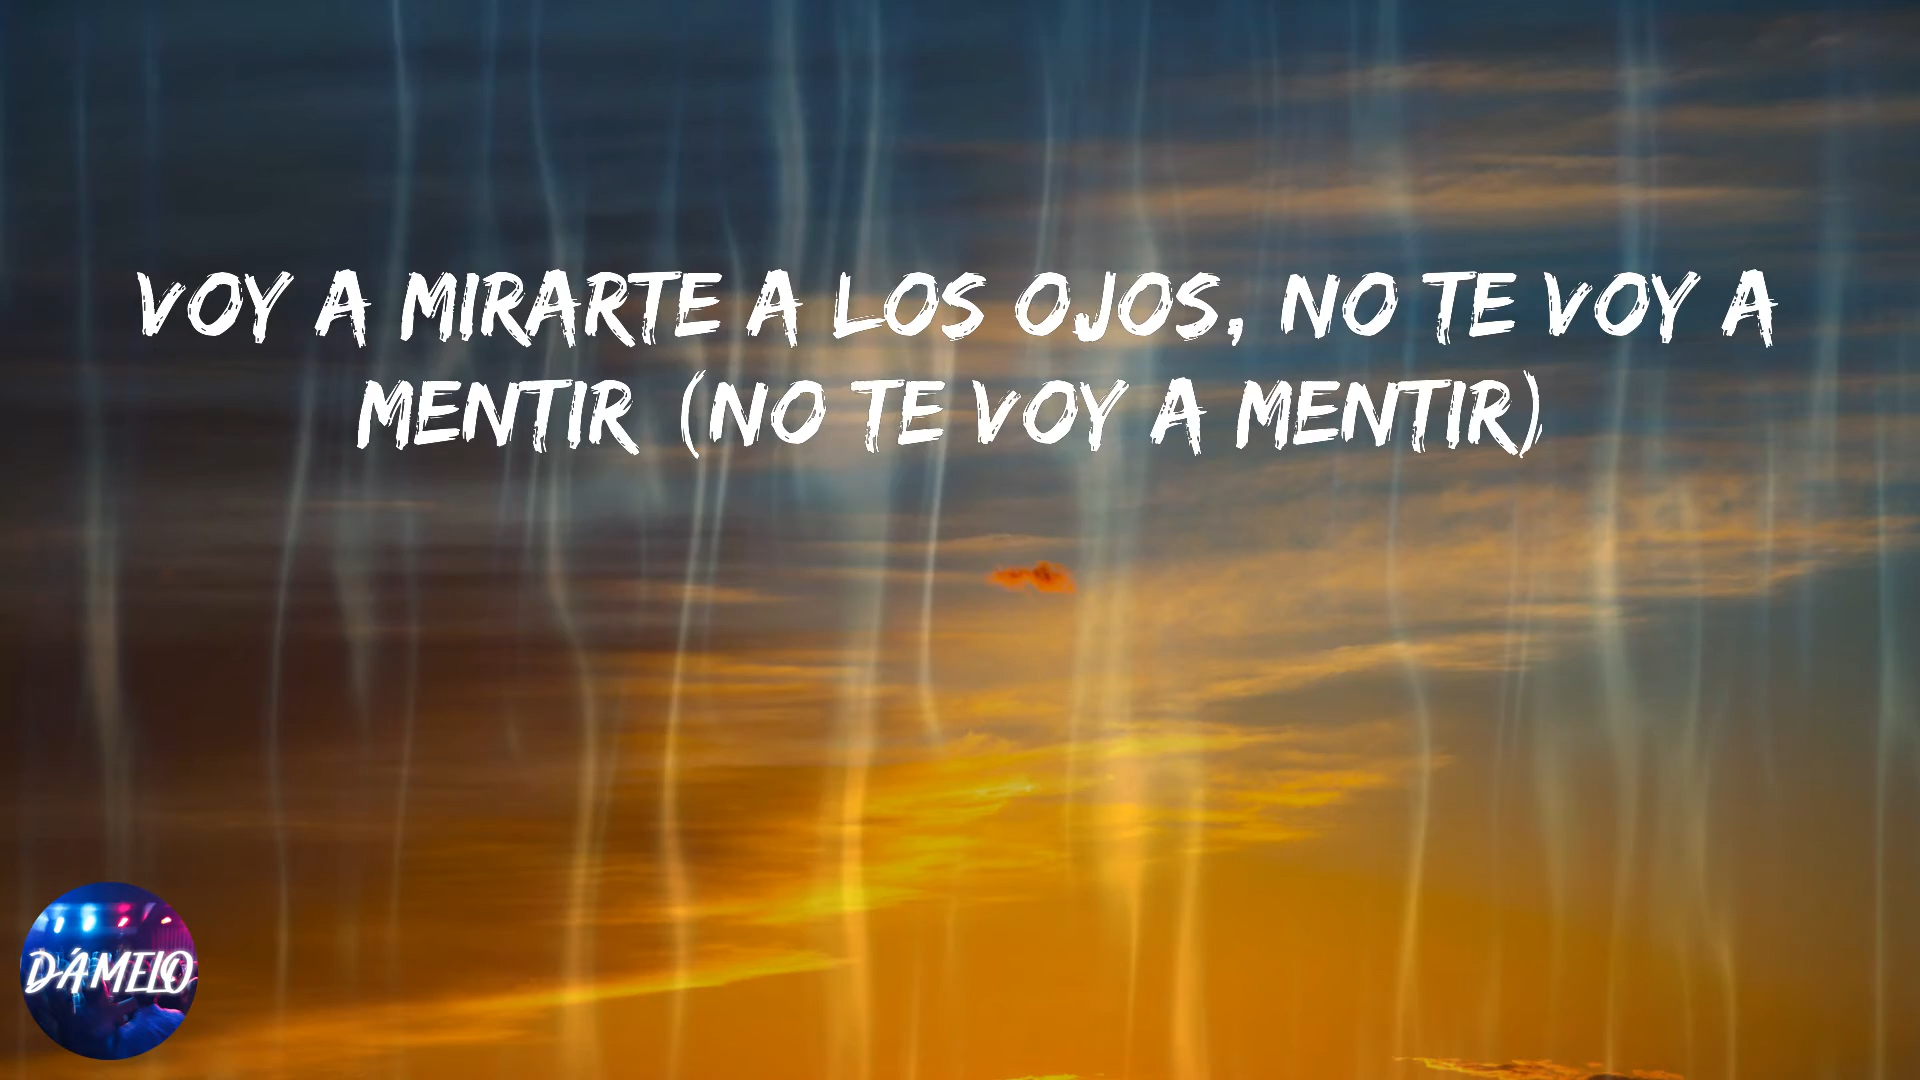 VOY A MIRARTE A LOS OJOS, NO TE VOY A
MENTIR (NO TE VOY A MENTIR)
DÁMELO